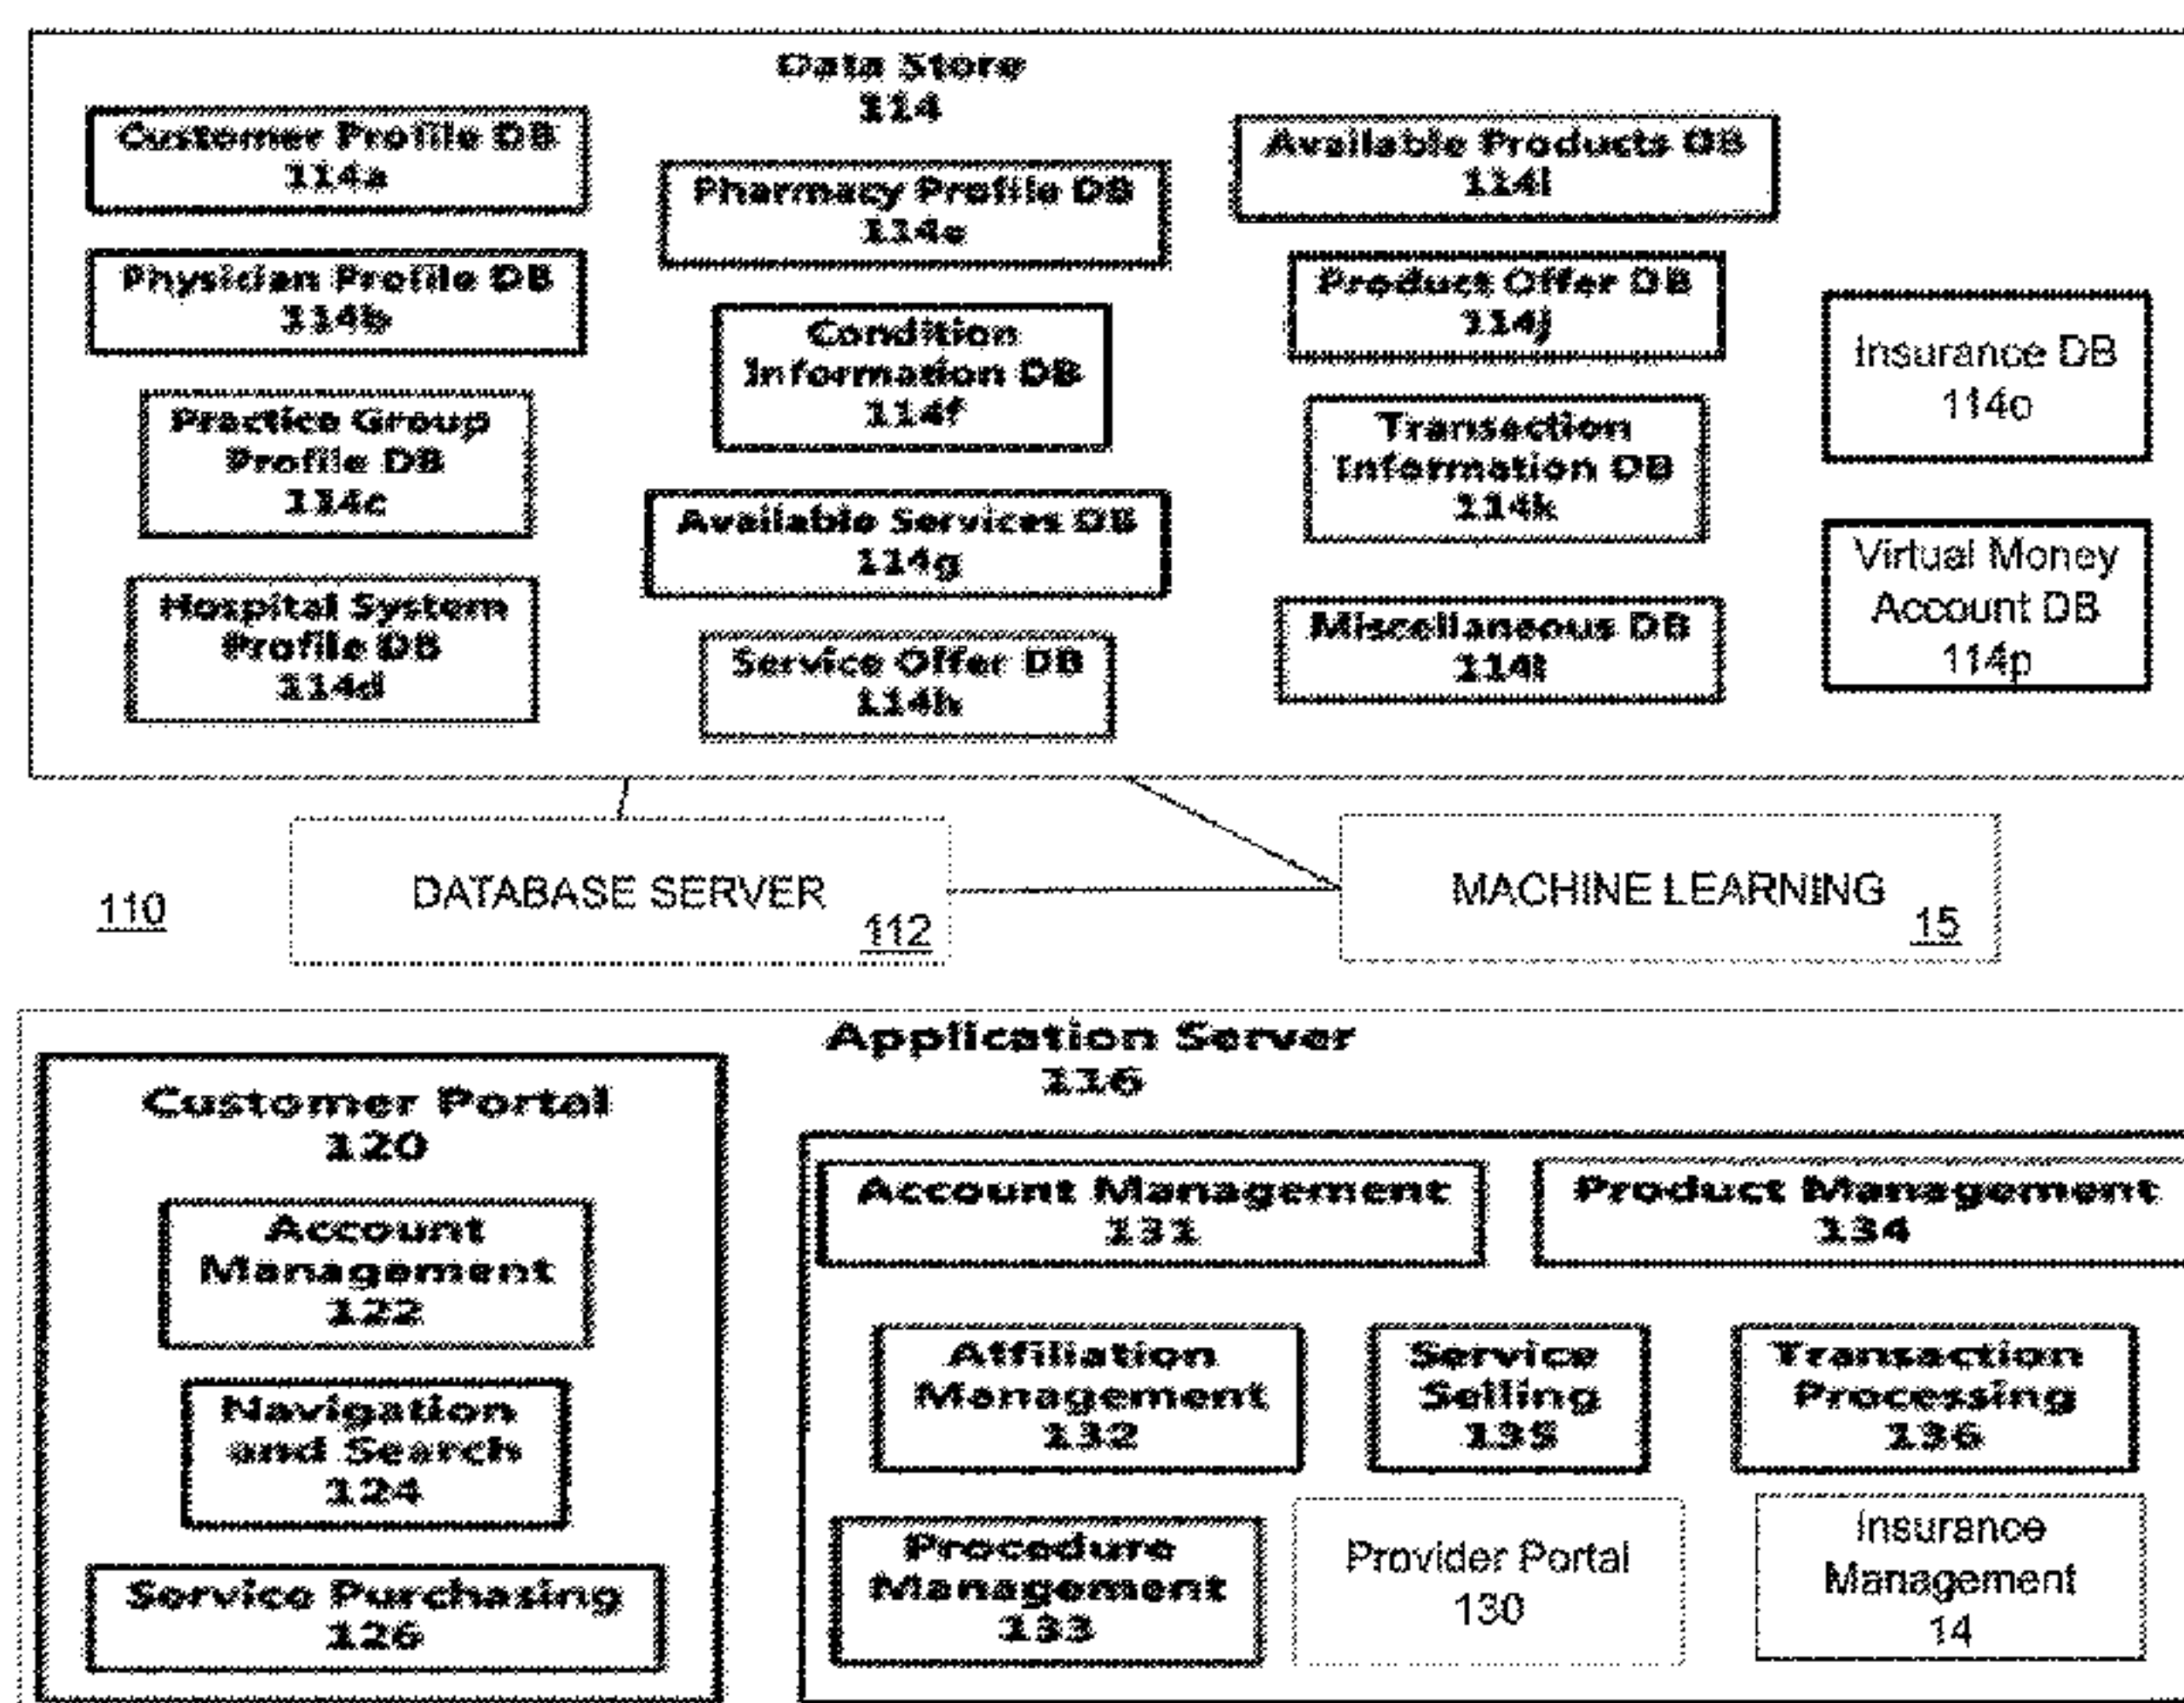 Data Store
114
Customer Profile DB
114a
Physician Profile DB
114b
Practice Group
Profile DB
114c
Hospital System
Profile DB
114d
Pharmacy Profile DB
114e
Condition
Information DB
114f
Available Services DB
114g
Service Offer DB
114h
Available Products DB
114i
Product Offer DB
114j
Transaction
Information DB
114k
Miscellaneous DB
114l
Insurance DB
114o
Virtual Money
Account DB
114p
110
DATABASE SERVER
112
MACHINE LEARNING
15
Application Server
116
Customer Portal
120
Account
Management
122
Navigation
and Search
124
Service Purchasing
126
Account Management
131
Product Management
134
Affiliation
Management
132
Service
Selling
135
Transaction
Processing
136
Procedure
Management
133
Provider Portal
130
Insurance
Management
14